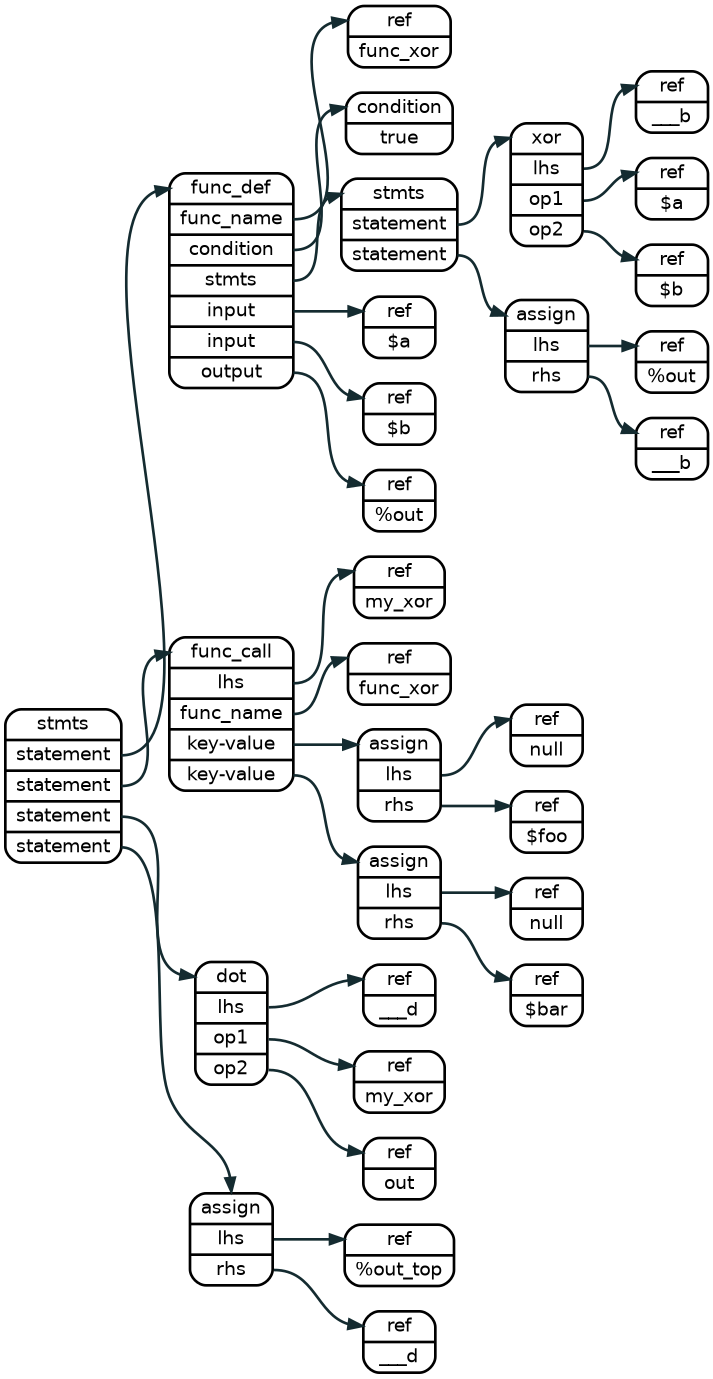 stmts
statement
statement
statement
statement
func_def
func_name
condition
stmts
input
input
output
ref
func_xor
condition
true
stmts
statement
statement
xor
lhs
op1
op2
ref
___b
ref
$a
ref
$b
assign
lhs
rhs
ref
%out
ref
___b
ref
$a
ref
$b
ref
%out
func_call
lhs
func_name
key-value
key-value
ref
my_xor
ref
func_xor
assign
lhs
rhs
ref
null
ref
$foo
assign
lhs
rhs
ref
null
ref
$bar
dot
lhs
op1
op2
ref
___d
ref
my_xor
ref
out
assign
lhs
rhs
ref
%out_top
ref
___d